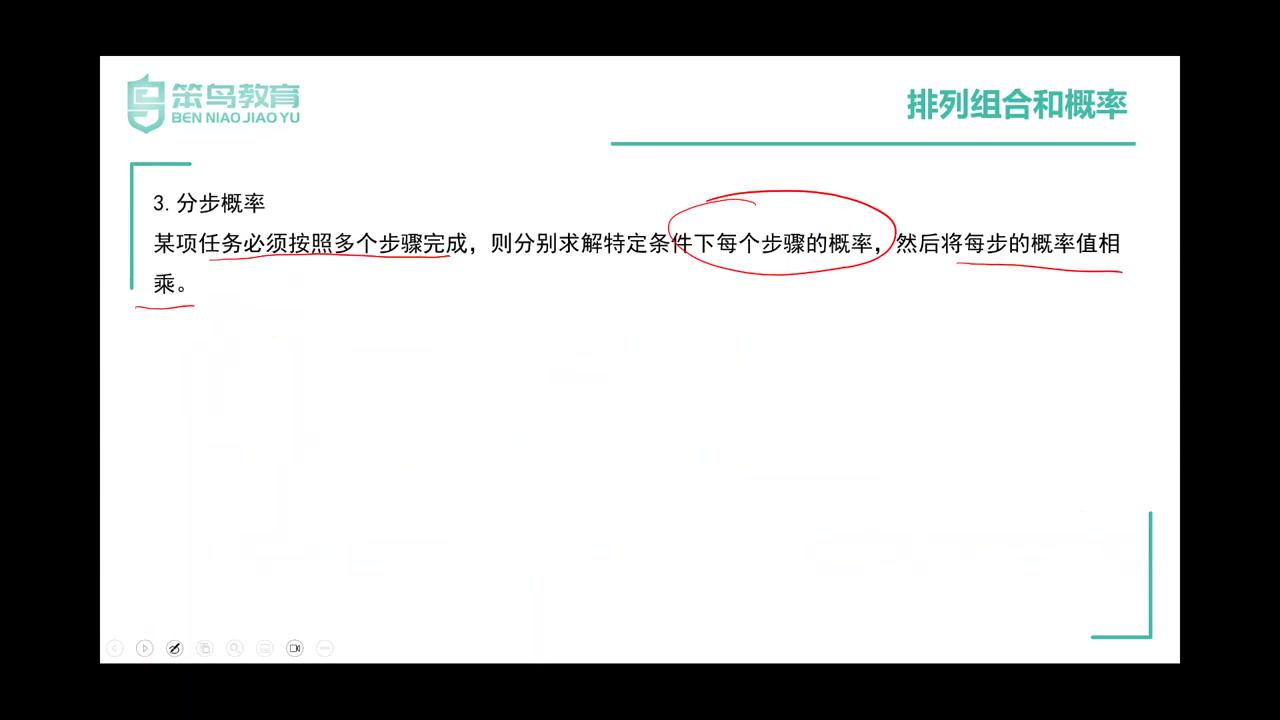 笨鸟教育
BEN NIAO JIAO YU
排列组合和概率
3. 分步概率
某项任务必须按照多个步骤完成，则分别求解特定条件下每个步骤的概率，然后将每步的概率值相
乘。